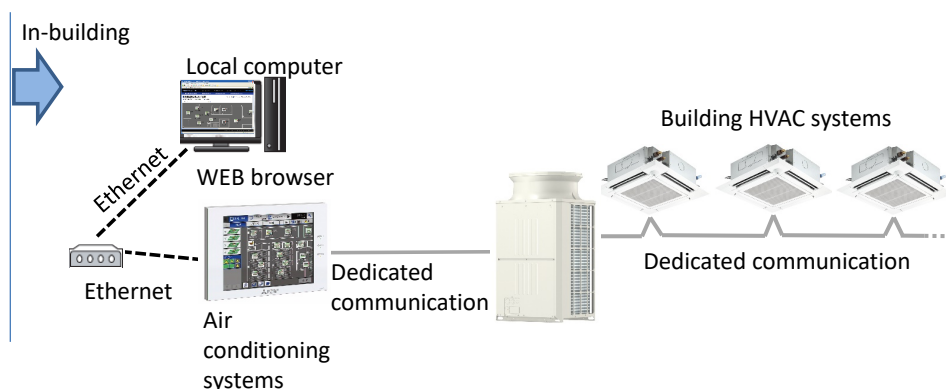 In-building
Local computer
Building HVAC systems
Ethernet
WEB browser
Dedicated communication
Dedicated
communication
Ethernet
Air
conditioning
systems